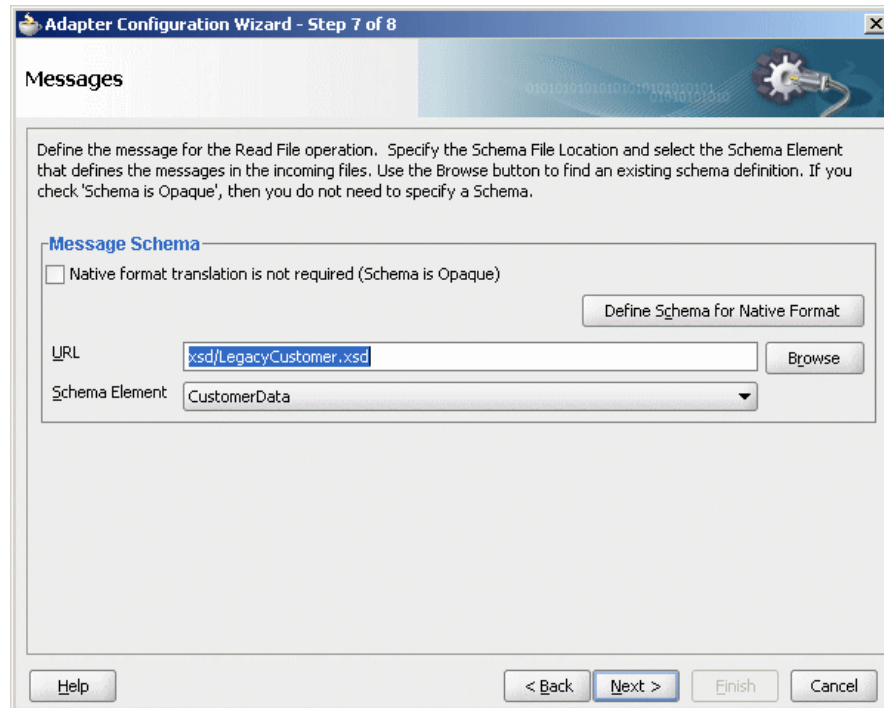 Adapter Configuration Wizard - Step 7 of 8
Messages
Define the message for the Read File operation.  Specify the Schema File Location and select the Schema Element
that defines the messages in the incoming files. Use the Browse button to find an existing schema definition. If you
check 'Schema is Opaque', then you do not need to specify a Schema.
Message Schema
Native format translation is not required (Schema is Opaque)
Define Schema for Native Format
URL xsd/LegacyCustomer.xsd Browse
Schema Element CustomerData
Help < Back Next > Finish Cancel